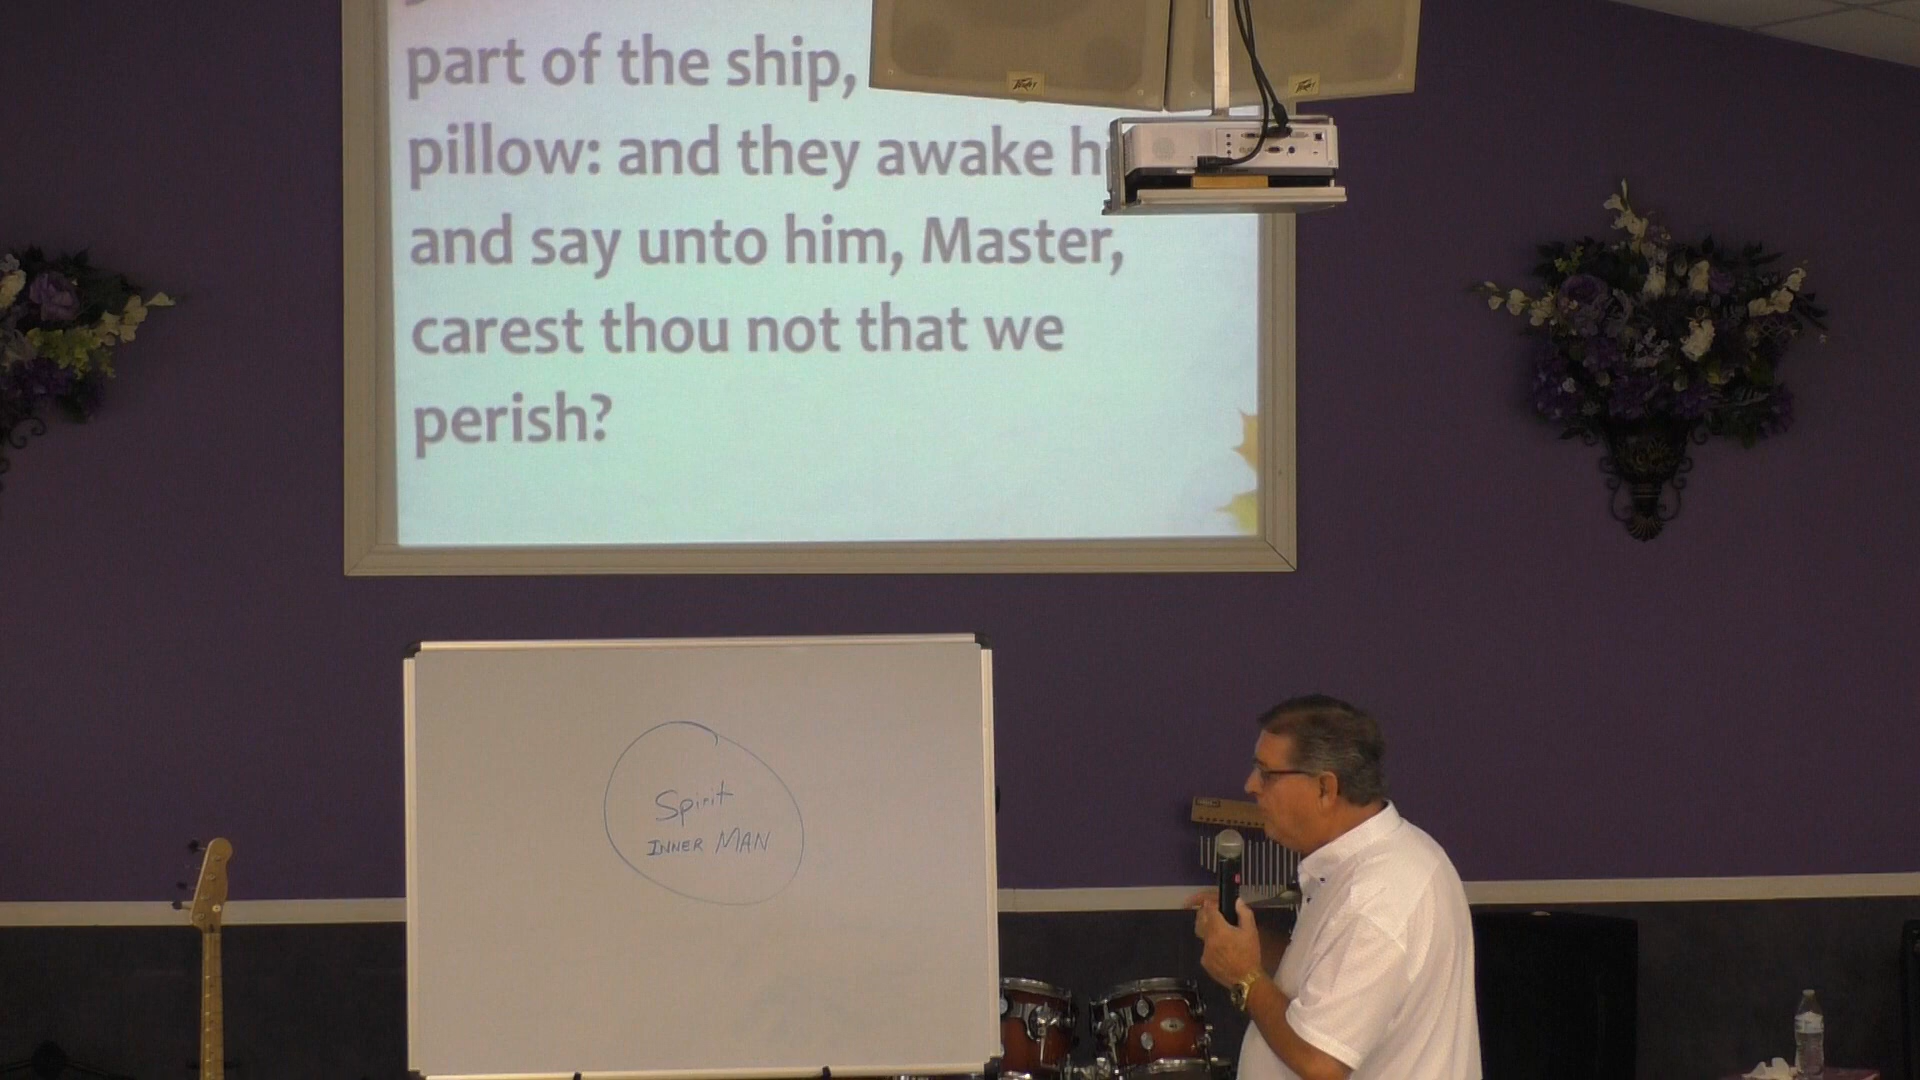 part of the ship,
pillow: and they awake
and say unto him, Master,
carest thou not that we
perish?
Spirit
INNER MAN